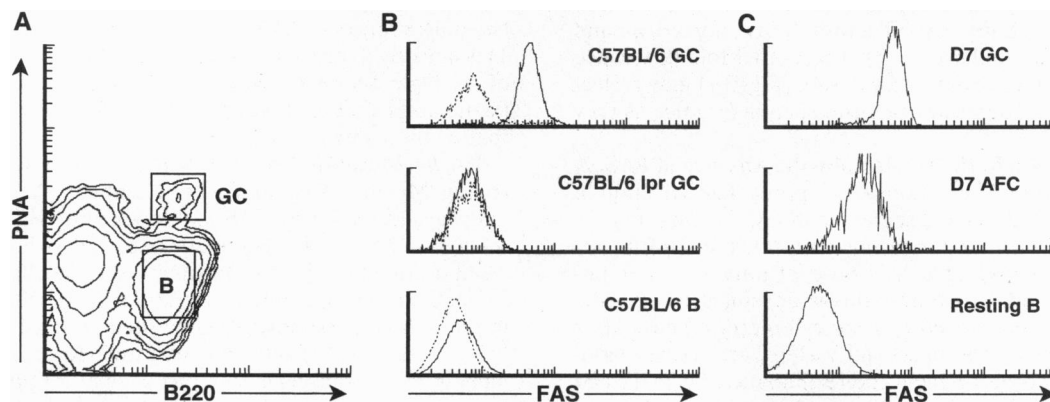 A
PNA
GC
B
B220
B
C57BL/6 GC
C57BL/6 lpr GC
C57BL/6 B
FAS
C
D7 GC
D7 AFC
Resting B
FAS